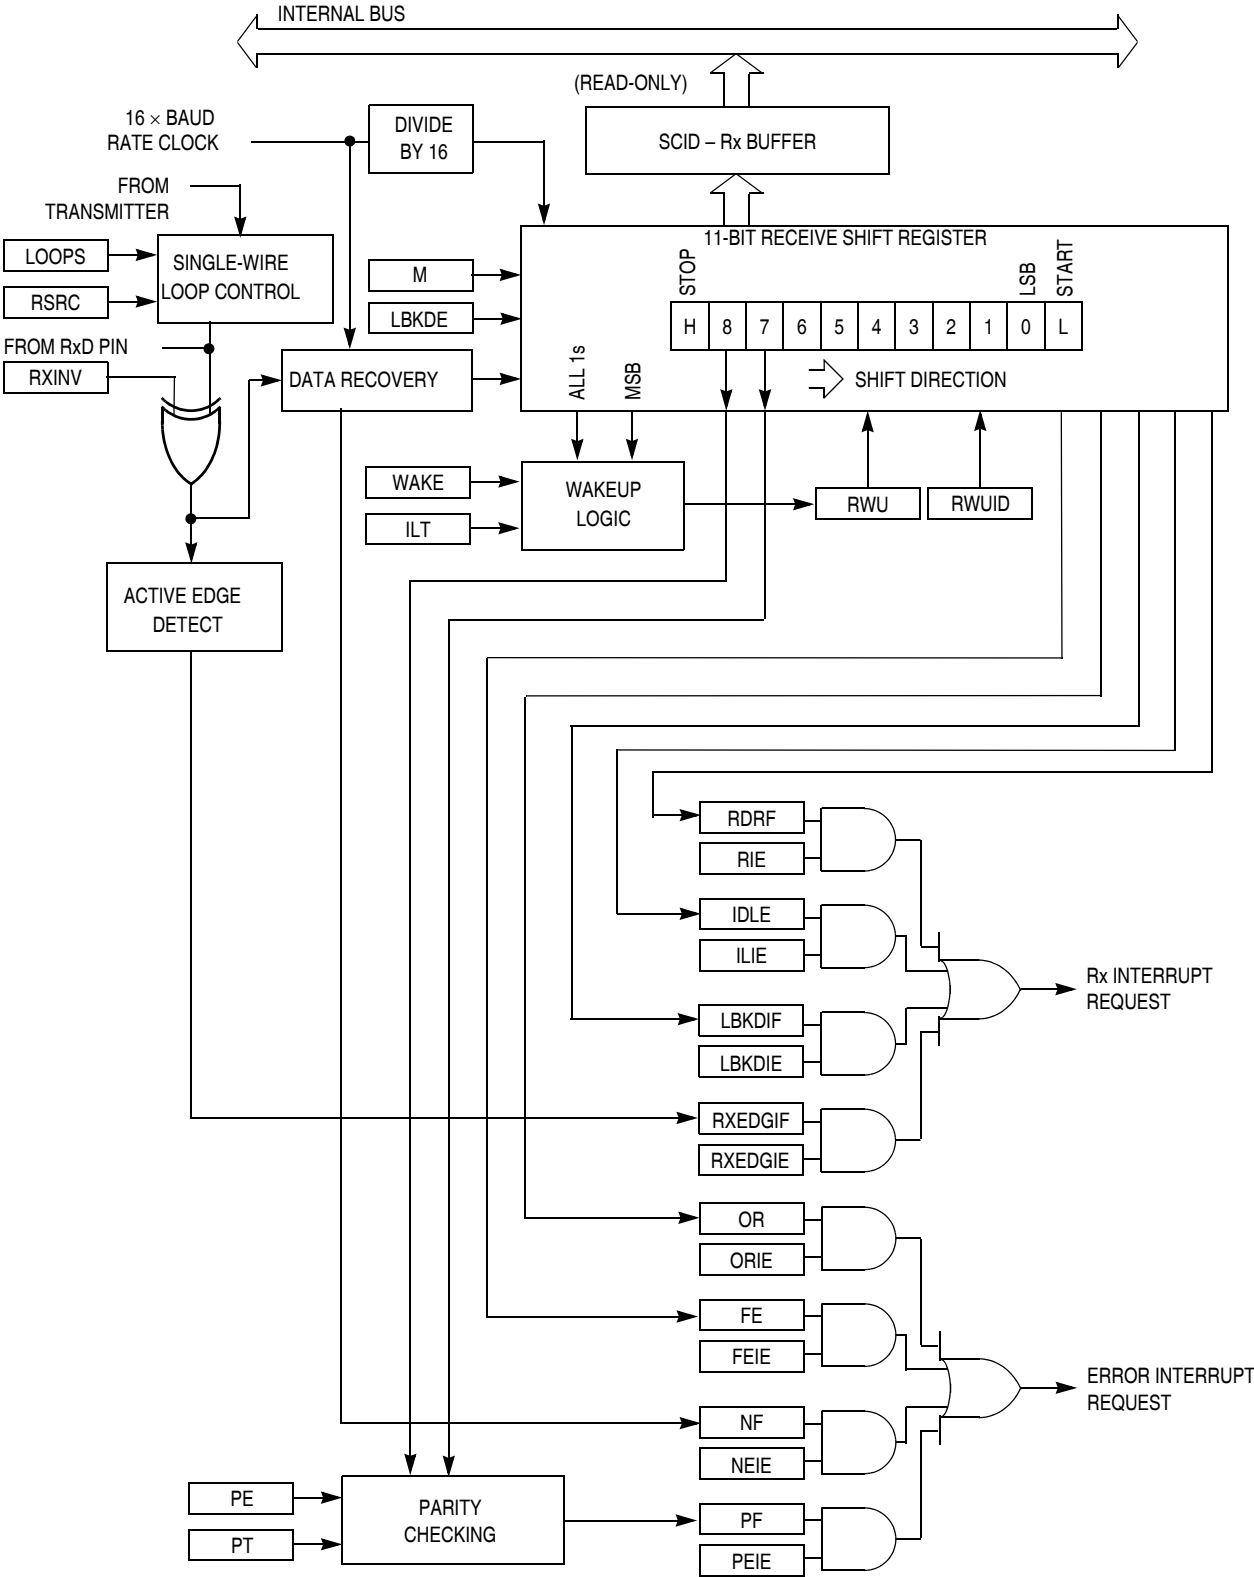 INTERNAL BUS
(READ-ONLY)
16 × BAUD
RATE CLOCK
DIVIDE
BY 16
SCID – Rx BUFFER
FROM
TRANSMITTER
LOOPS
RSRC
SINGLE-WIRE
LOOP CONTROL
11-BIT RECEIVE SHIFT REGISTER
STOP
LSB
START
M
LBKDE
H 8 7 6 5 4 3 2 1 0 L
FROM RxD PIN
RXINV
DATA RECOVERY
ALL 1s
MSB
SHIFT DIRECTION
WAKE
ILT
WAKEUP
LOGIC
RWU
RWUID
ACTIVE EDGE
DETECT
RDRF
RIE
IDLE
ILIE
Rx INTERRUPT
REQUEST
LBKDIF
LBKDIE
RXEDGIF
RXEDGIE
OR
ORIE
FE
FEIE
ERROR INTERRUPT
REQUEST
NF
NEIE
PE
PT
PARITY
CHECKING
PF
PEIE